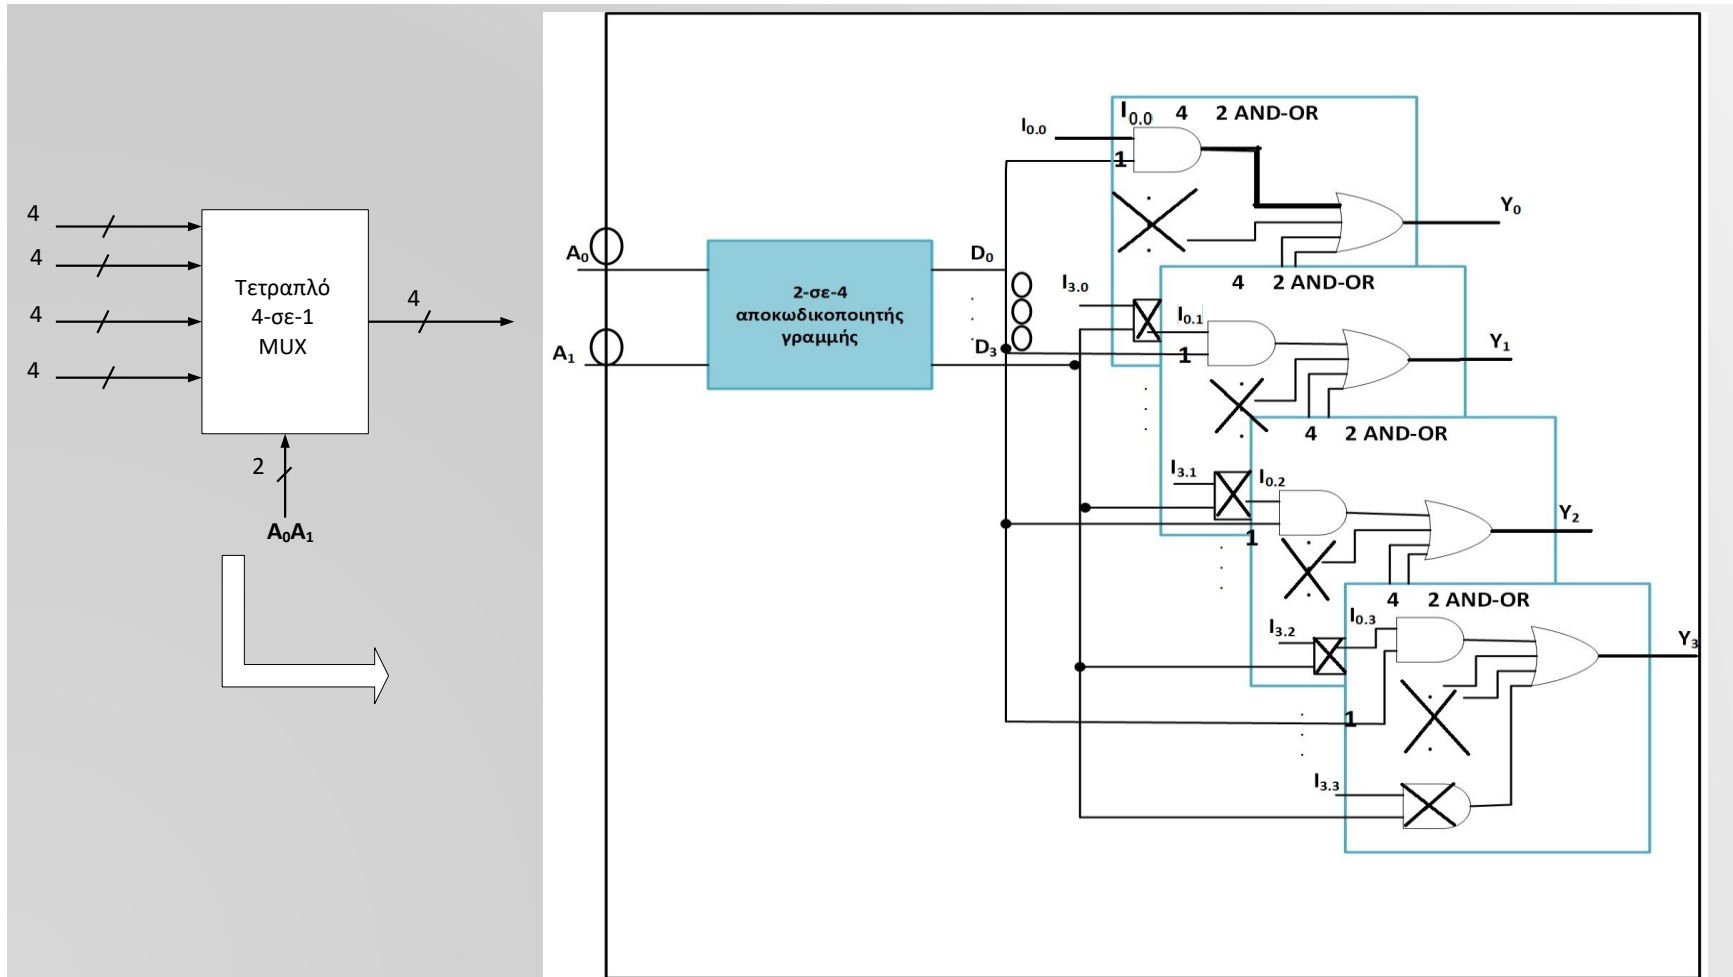 4
4
4
4
Τετραπλό
4-σε-1
MUX
4
2
A₀A₁
A₀
A₁
2-σε-4
αποκωδικοποιητής
γραμμής
D₀
D₃
I₀.₀
I₀.₀ 4 2 AND-OR
1
Y₀
4 2 AND-OR
I₃.₀
I₀.₁
1
Y₁
4 2 AND-OR
I₃.₁
I₀.₂
1
Y₂
4 2 AND-OR
I₃.₂
I₀.₃
1
Y₃
I₃.₃